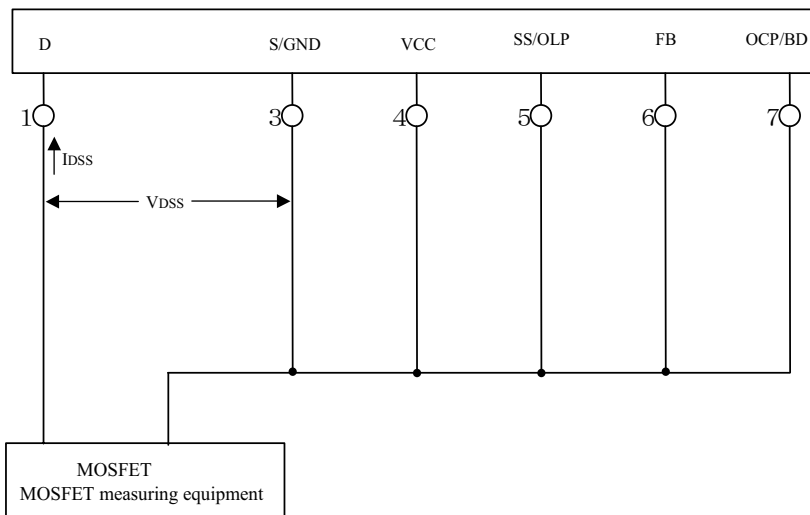 D S/GND VCC SS/OLP FB OCP/BD
1 3 4 5 6 7
IDSS
VDSS
MOSFET
MOSFET measuring equipment